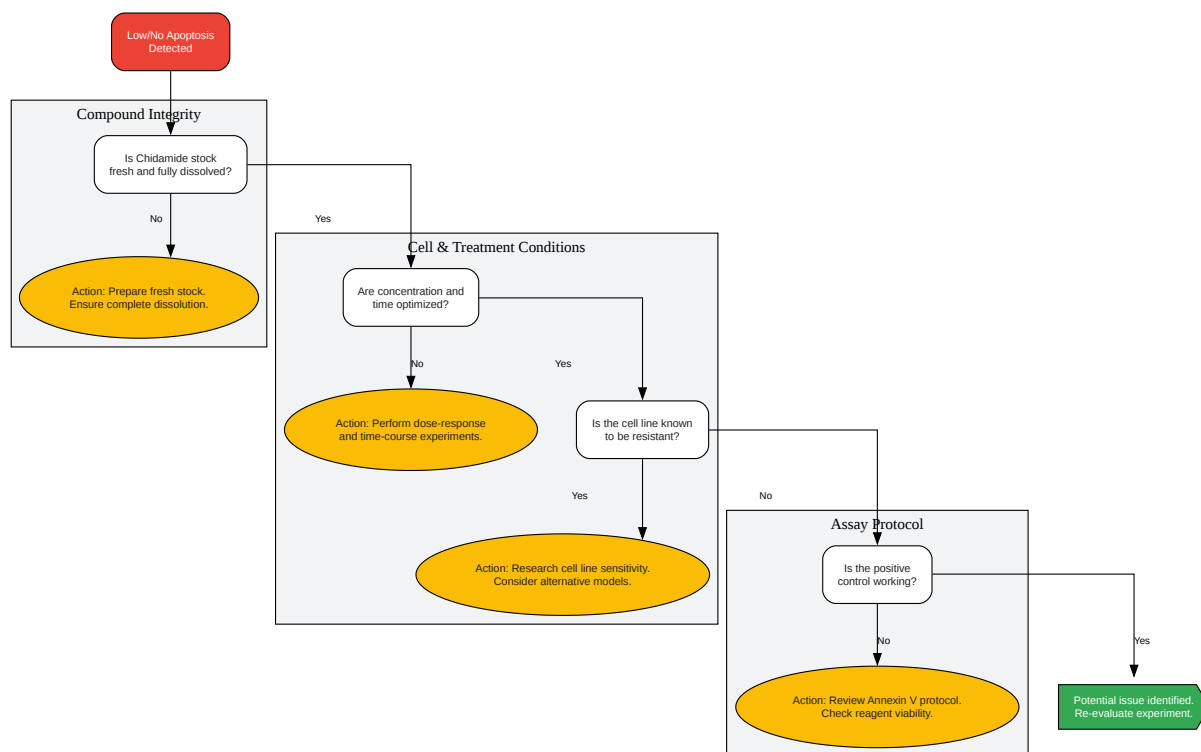 Low/No Apoptosis
Detected
Compound Integrity
Is Chidamide stock
fresh and fully dissolved?
No
Yes
Action: Prepare fresh stock.
Ensure complete dissolution.
Cell & Treatment Conditions
Are concentration and
time optimized?
No
Yes
Action: Perform dose-response
and time-course experiments.
Is the cell line known
to be resistant?
Yes
No
Action: Research cell line sensitivity.
Consider alternative models.
Assay Protocol
Is the positive
control working?
No
Yes
Action: Review Annexin V protocol.
Check reagent viability.
Potential issue identified.
Re-evaluate experiment.